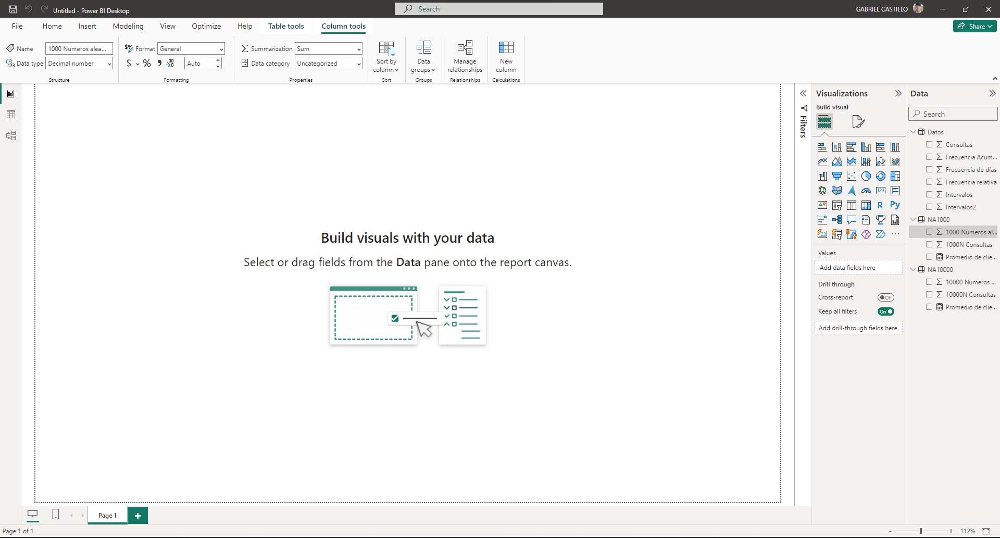 Untitled - Power BI Desktop
Search
GABRIEL CASTILLO
File Home Insert Modeling View Optimize Help Table tools Column tools
Share
Name 1000 Numeros alea...
Data type Decimal number
Structure
Format General
$ % 9 .00 Auto
Formatting
Summarization Sum
Data category Uncategorized
Properties
Sort by
column
Sort
Data
groups
Groups
Manage
relationships
Relationships
New
column
Calculations
Build visuals with your data
Select or drag fields from the Data pane onto the report canvas.
Filters
Visualizations
Build visual
123
R Py
123
...
Values
Add data fields here
Drill through
Cross-report Off
Keep all filters On
Add drill-through fields here
Data
Search
Datos
Consultas
Frecuencia Acum...
Frecuencia de dias
Frecuencia relativa
Intervalos
Intervalos2
NA1000
1000 Numeros al...
1000N Consultas
Promedio de clie...
NA10000
10000 Numeros ...
10000N Consultas
Promedio de clie...
Page 1
+
Page 1 of 1
- + 112%